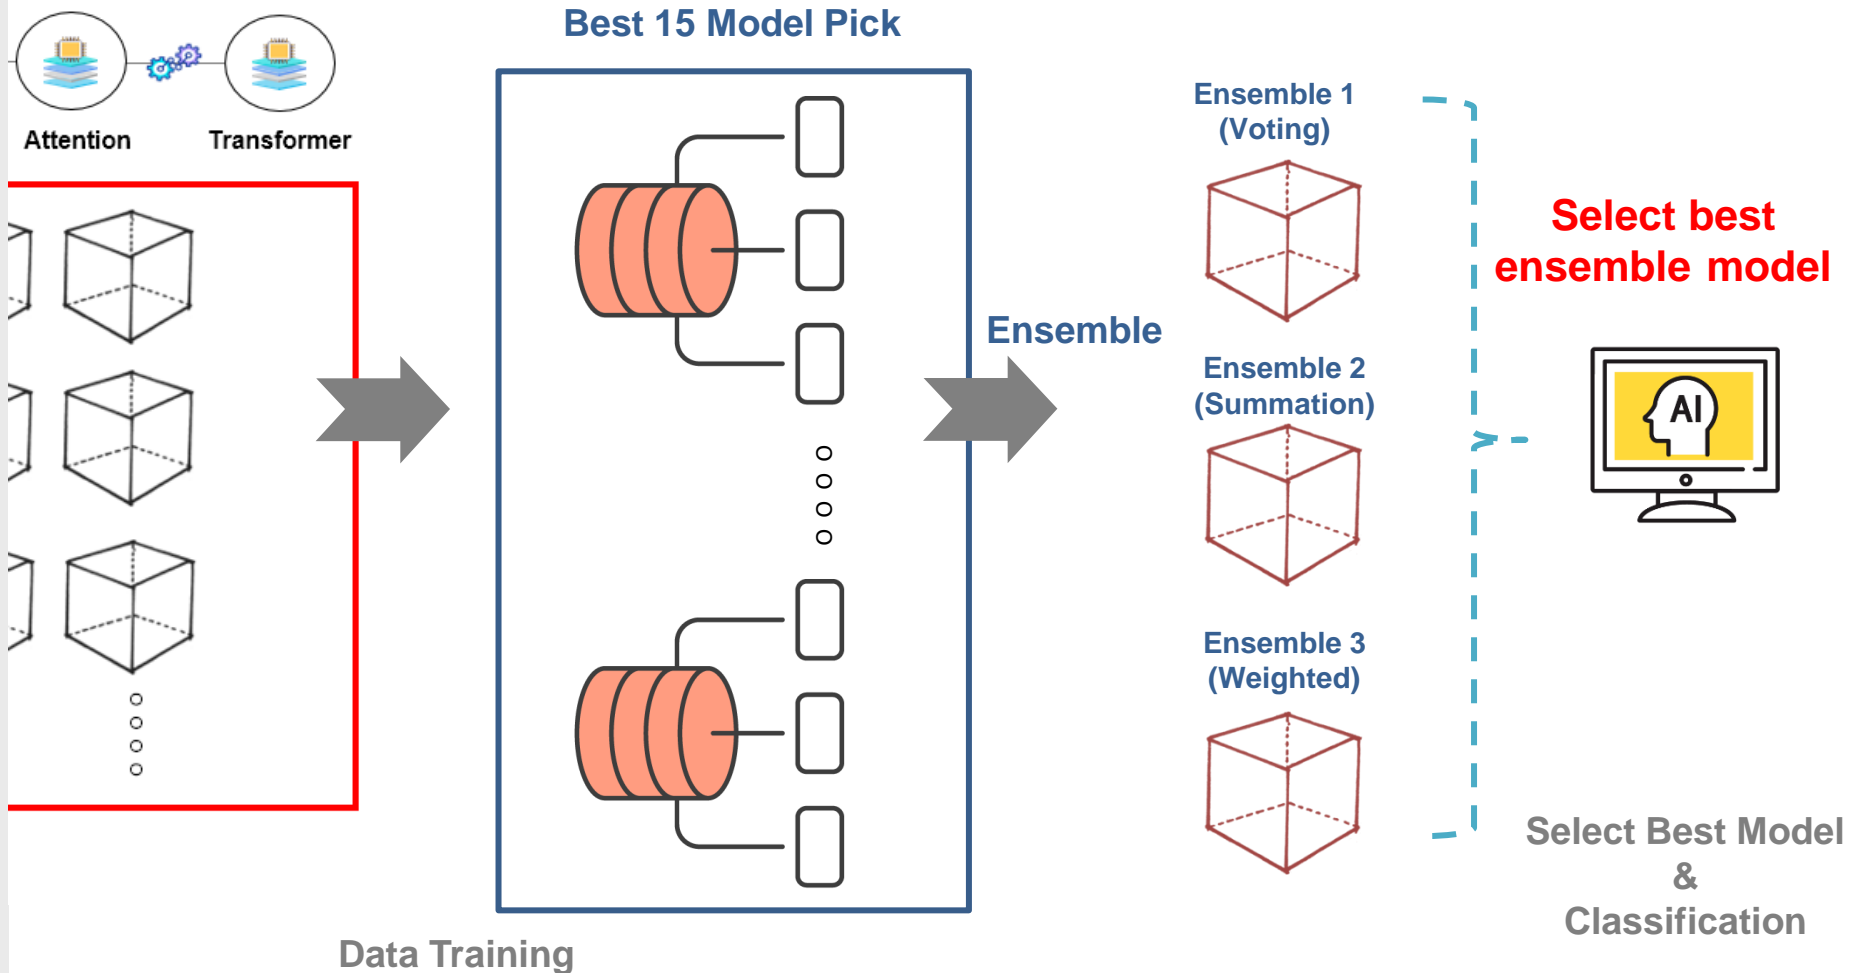 Best 15 Model Pick
Attention
Transformer
Ensemble
Ensemble 1
(Voting)
Ensemble 2
(Summation)
Ensemble 3
(Weighted)
Select best
ensemble model
AI
Select Best Model
&
Classification
Data Training